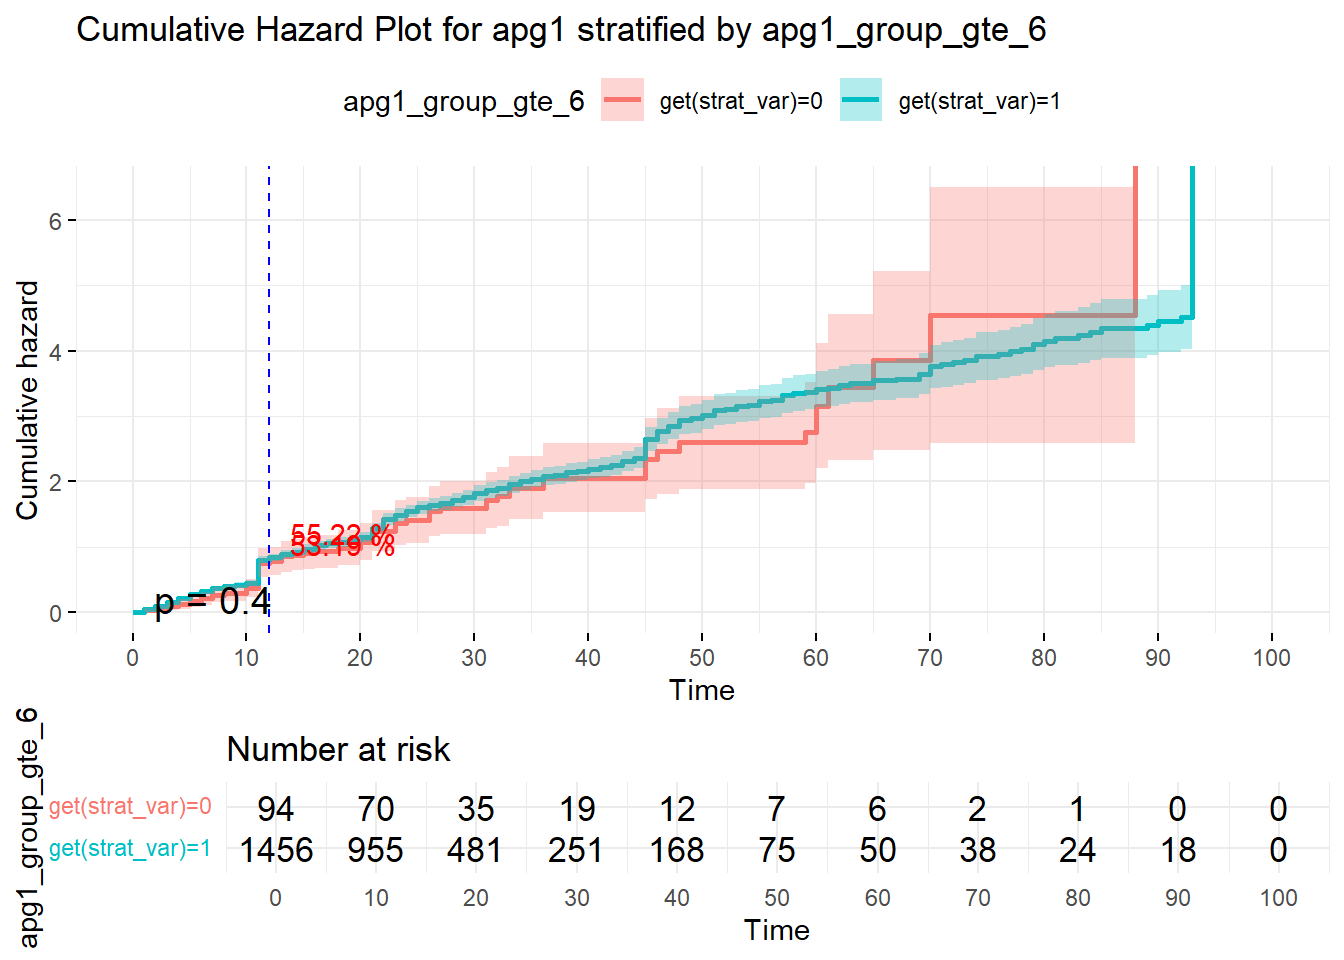 Cumulative Hazard Plot for apg1 stratified by apg1_group_gte_6
apg1_group_gte_6 get(strat_var)=0 get(strat_var)=1
Cumulative hazard
6
4
2
0
55.22 %
53.19 %
p = 0.4
0 10 20 30 40 50 60 70 80 90 100
Time
Number at risk
apg1_group_gte_6
get(strat_var)=0 94 70 35 19 12 7 6 2 1 0 0
get(strat_var)=1 1456 955 481 251 168 75 50 38 24 18 0
0 10 20 30 40 50 60 70 80 90 100
Time